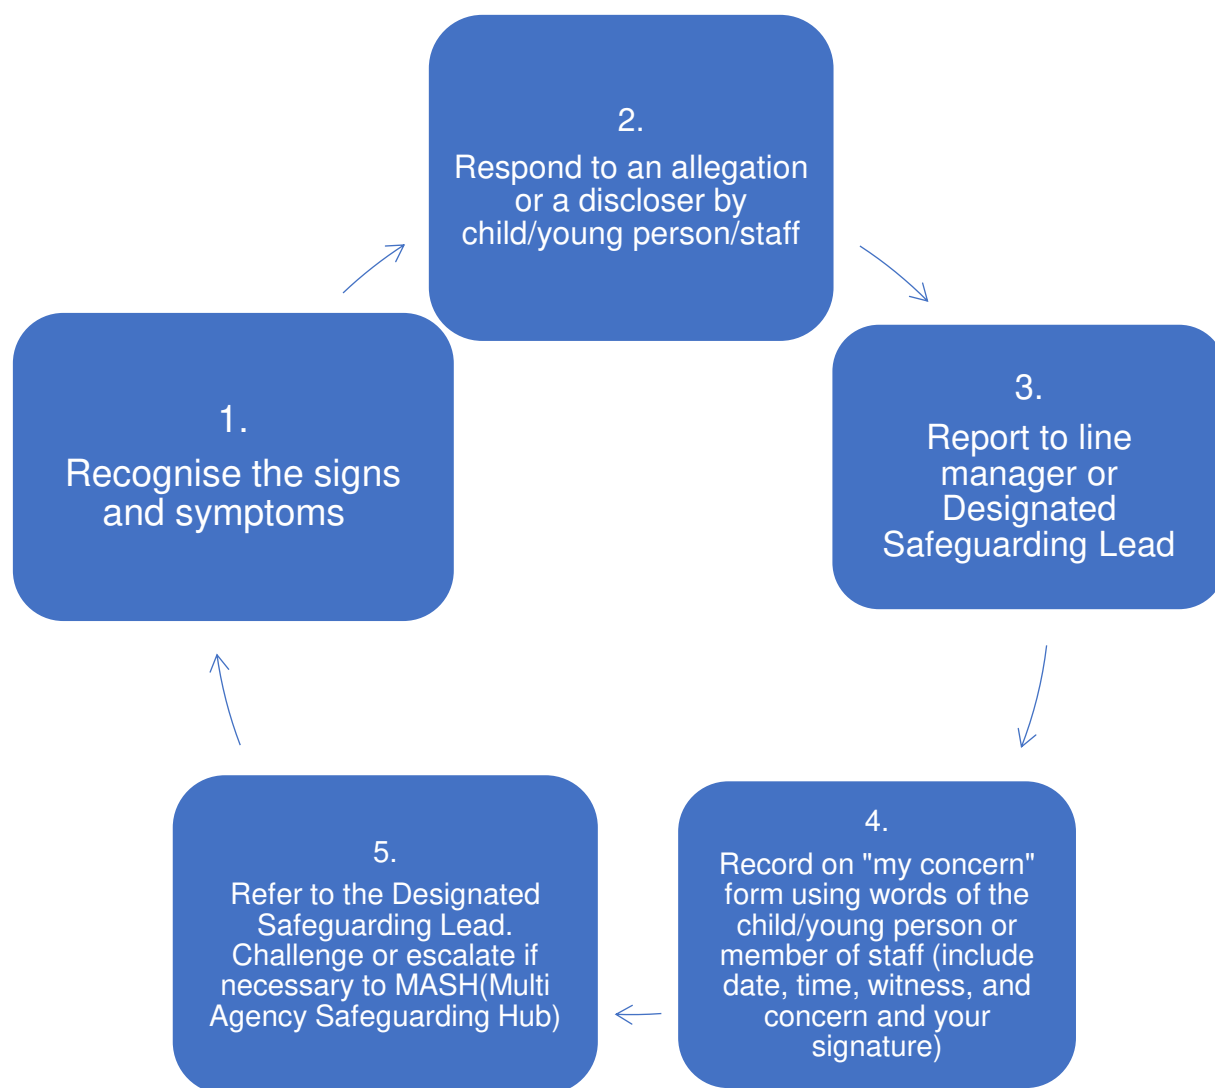 1.
Recognise the signs
and symptoms
2.
Respond to an allegation
or a discloser by
child/young person/staff
3.
Report to line
manager or
Designated
Safeguarding Lead
4.
Record on "my concern"
form using words of the
child/young person or
member of staff (include
date, time, witness, and
concern and your
signature)
5.
Refer to the Designated
Safeguarding Lead.
Challenge or escalate if
necessary to MASH(Multi
Agency Safeguarding Hub)